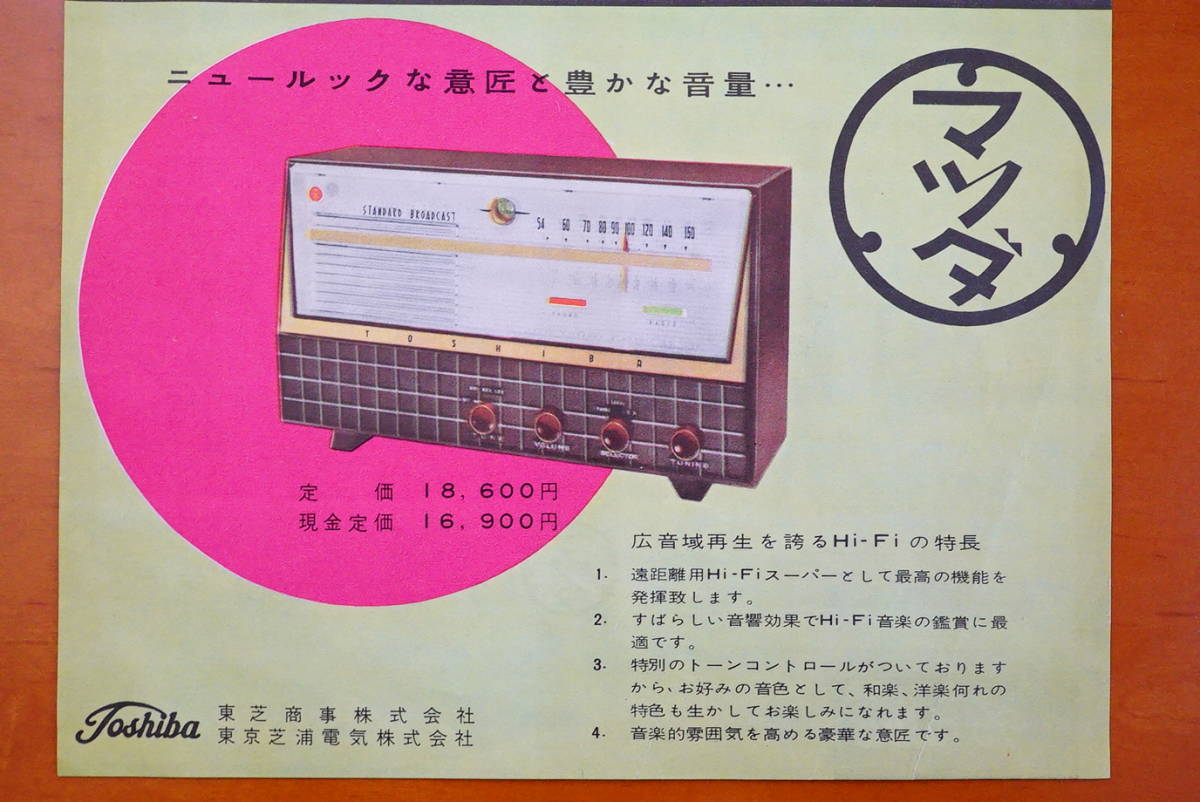 ニュールックな意匠と豊かな音量…
マツダ
STANDARD BROADCAST
54 60 70 80 90 100 120 140 150
TOSHIBA
VOLUME
SELECTOR
TUNING
定 価 18,600円
現金定価 16,900円
広音域再生を誇るHi-Fiの特長
1. 遠距離用Hi-Fiスーパーとして最高の機能を
発揮致します。
2. すばらしい音響効果でHi-Fi音楽の鑑賞に最
適です。
3. 特別のトーンコントロールがついております
から、お好みの音色として、和楽、洋楽何れの
特色も生かしてお楽しみになれます。
4. 音楽的雰囲気を高める豪華な意匠です。
Toshiba
東芝商事株式会社
東京芝浦電気株式会社